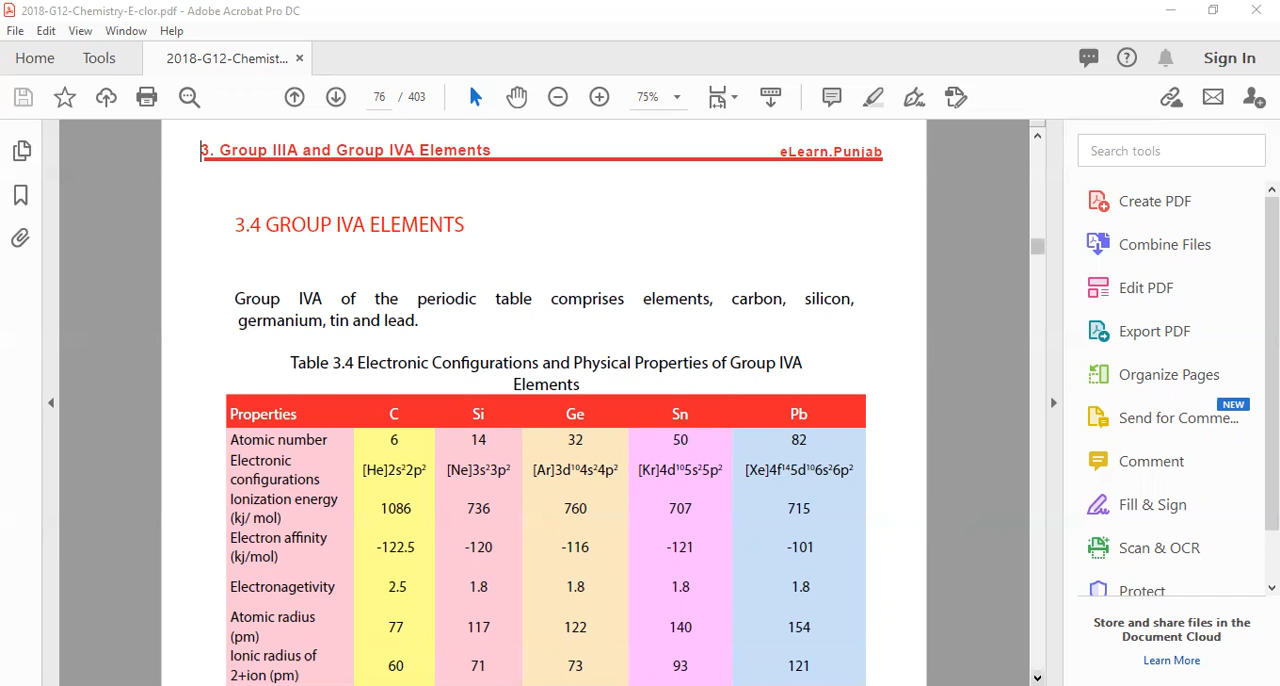 2018-G12-Chemistry-E-clor.pdf - Adobe Acrobat Pro DC
File Edit View Window Help
Home Tools 2018-G12-Chemist... × Sign In
76 / 403 75%
3. Group IIIA and Group IVA Elements eLearn.Punjab
3.4 GROUP IVA ELEMENTS
Group IVA of the periodic table comprises elements, carbon, silicon,
germanium, tin and lead.
Table 3.4 Electronic Configurations and Physical Properties of Group IVA
Elements
Properties C Si Ge Sn Pb
Atomic number 6 14 32 50 82
Electronic
configurations [He]2s²2p² [Ne]3s²3p² [Ar]3d¹⁰4s²4p² [Kr]4d¹⁰5s²5p² [Xe]4f¹⁴5d¹⁰6s²6p²
Ionization energy
(kj/ mol) 1086 736 760 707 715
Electron affinity
(kj/mol) -122.5 -120 -116 -121 -101
Electronagetivity 2.5 1.8 1.8 1.8 1.8
Atomic radius
(pm) 77 117 122 140 154
Ionic radius of
2+ion (pm) 60 71 73 93 121
Search tools
Create PDF
Combine Files
Edit PDF
Export PDF
Organize Pages
NEW
Send for Comme...
Comment
Fill & Sign
Scan & OCR
Protect
Store and share files in the
Document Cloud
Learn More